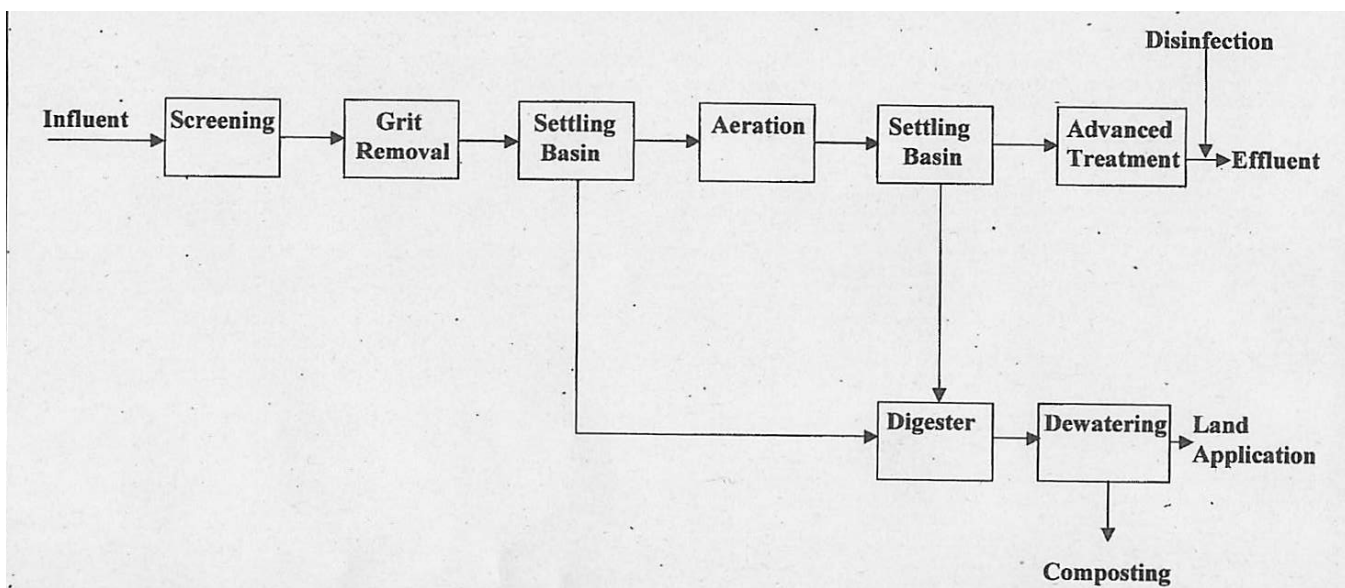 Disinfection
Influent
Screening
Grit
Removal
Settling
Basin
Aeration
Settling
Basin
Advanced
Treatment
Effluent
Digester
Dewatering
Land
Application
Composting